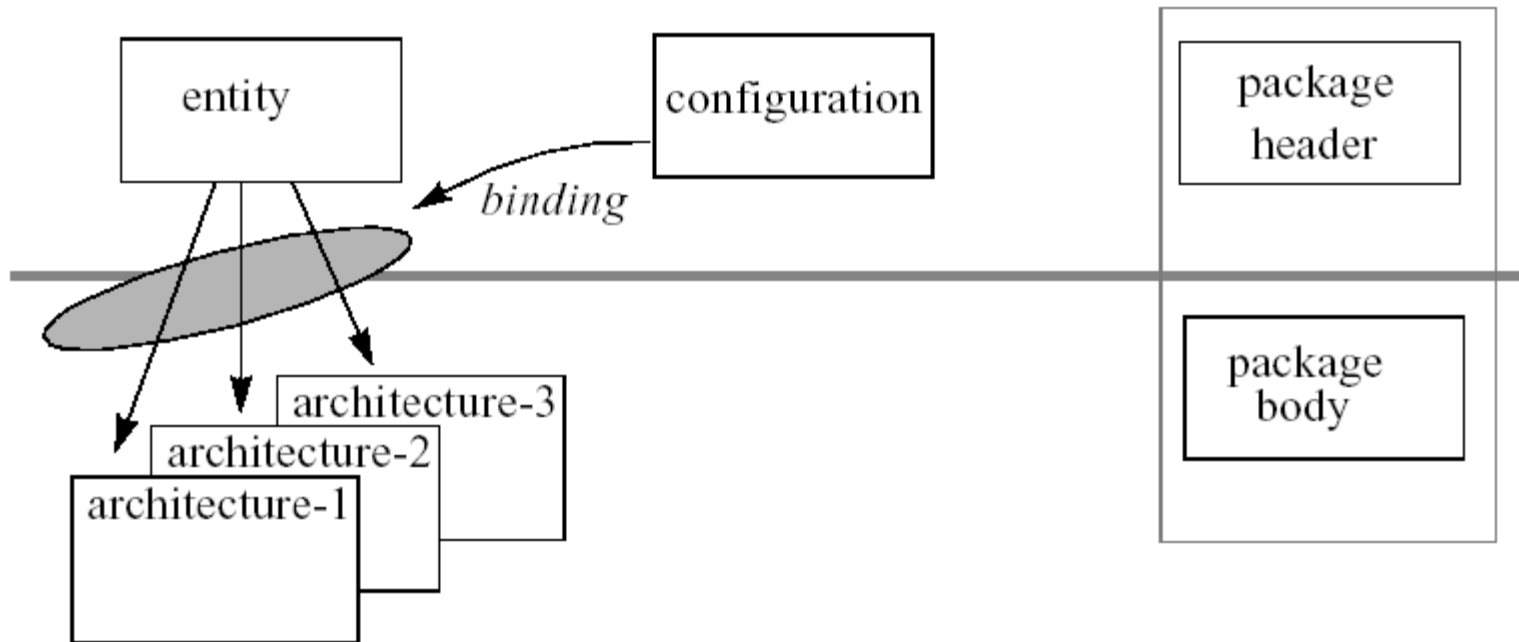 entity
configuration
package
header
binding
package
body
architecture-3
architecture-2
architecture-1